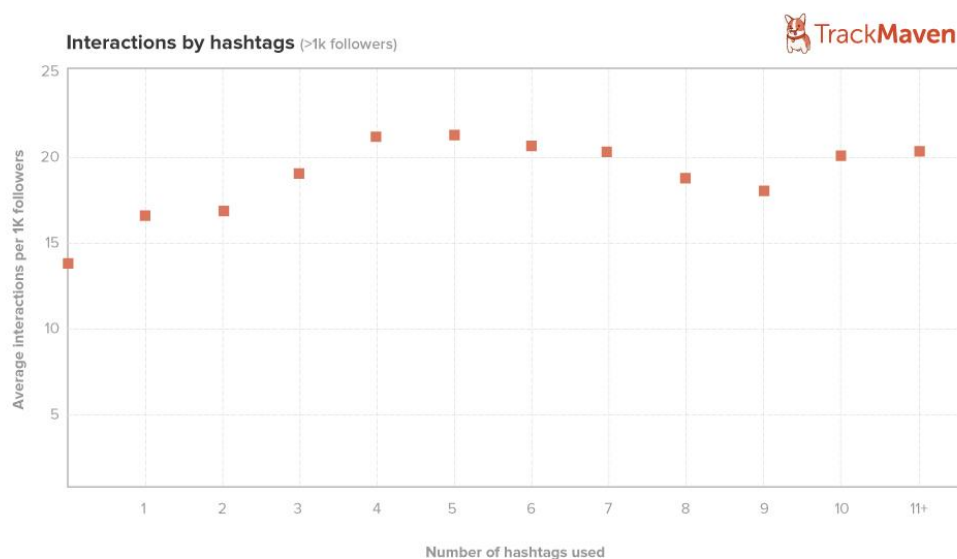 Interactions by hashtags (>1k followers)
TrackMaven
Average interactions per 1K followers
25
20
15
10
5
1 2 3 4 5 6 7 8 9 10 11+
Number of hashtags used